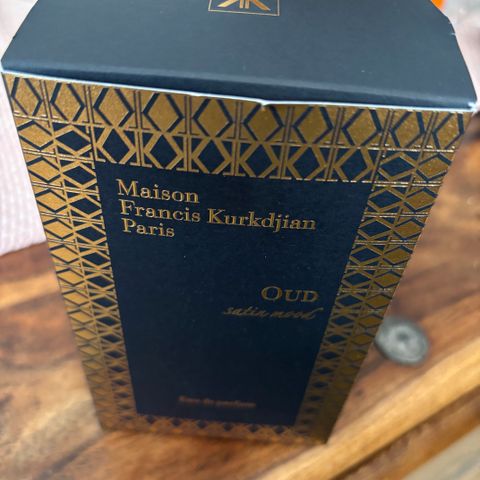 Maison
Francis Kurkdjian
Paris
OUD
satin mood
Eau de parfum